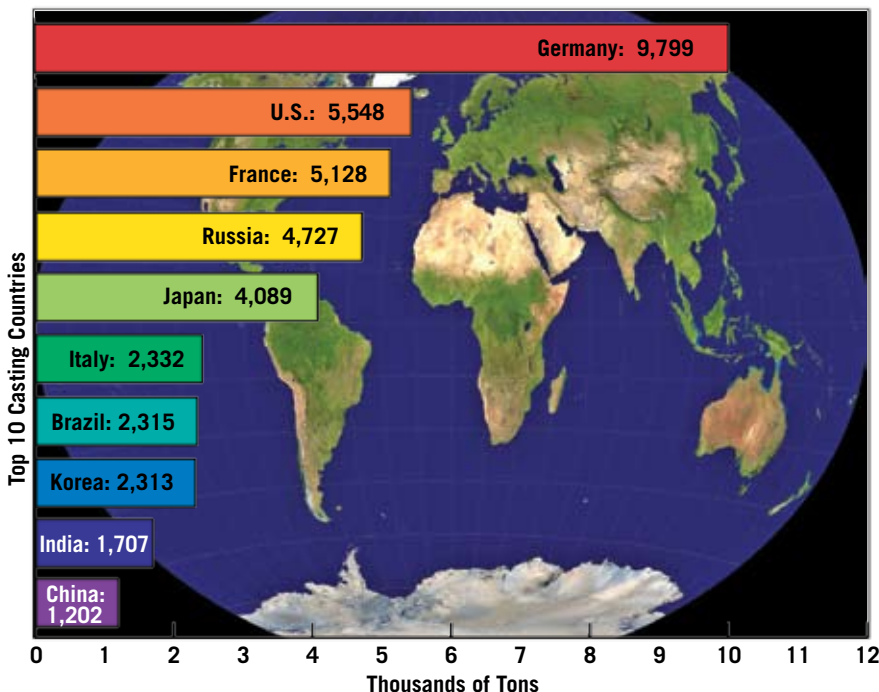 Top 10 Casting Countries
Germany: 9,799
U.S.: 5,548
France: 5,128
Russia: 4,727
Japan: 4,089
Italy: 2,332
Brazil: 2,315
Korea: 2,313
India: 1,707
China:
1,202
0 1 2 3 4 5 6 7 8 9 10 11 12
Thousands of Tons